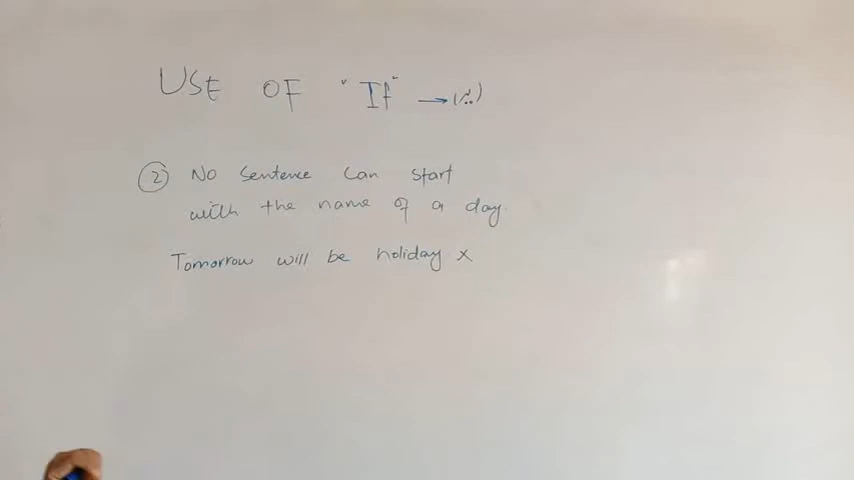 USE OF "If" →
2 No sentence can start
with the name of a day.
Tomorrow will be holiday x